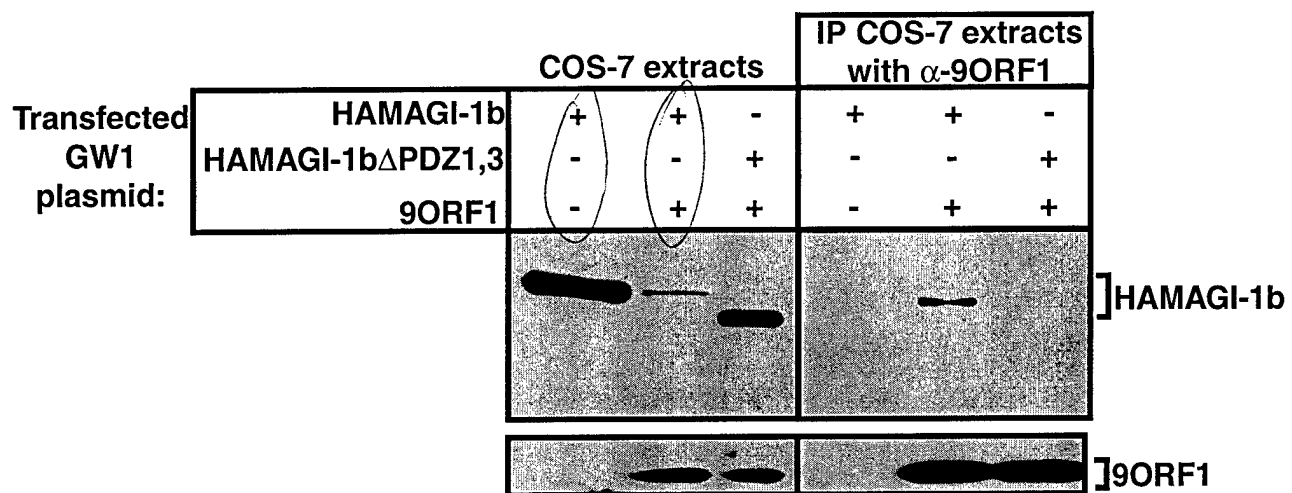 IP COS-7 extracts
with α-9ORF1
COS-7 extracts
Transfected
GW1
plasmid:
HAMAGI-1b + + - + + -
HAMAGI-1bΔPDZ1,3 - - + - - +
9ORF1 - + + - + +
]HAMAGI-1b
]9ORF1